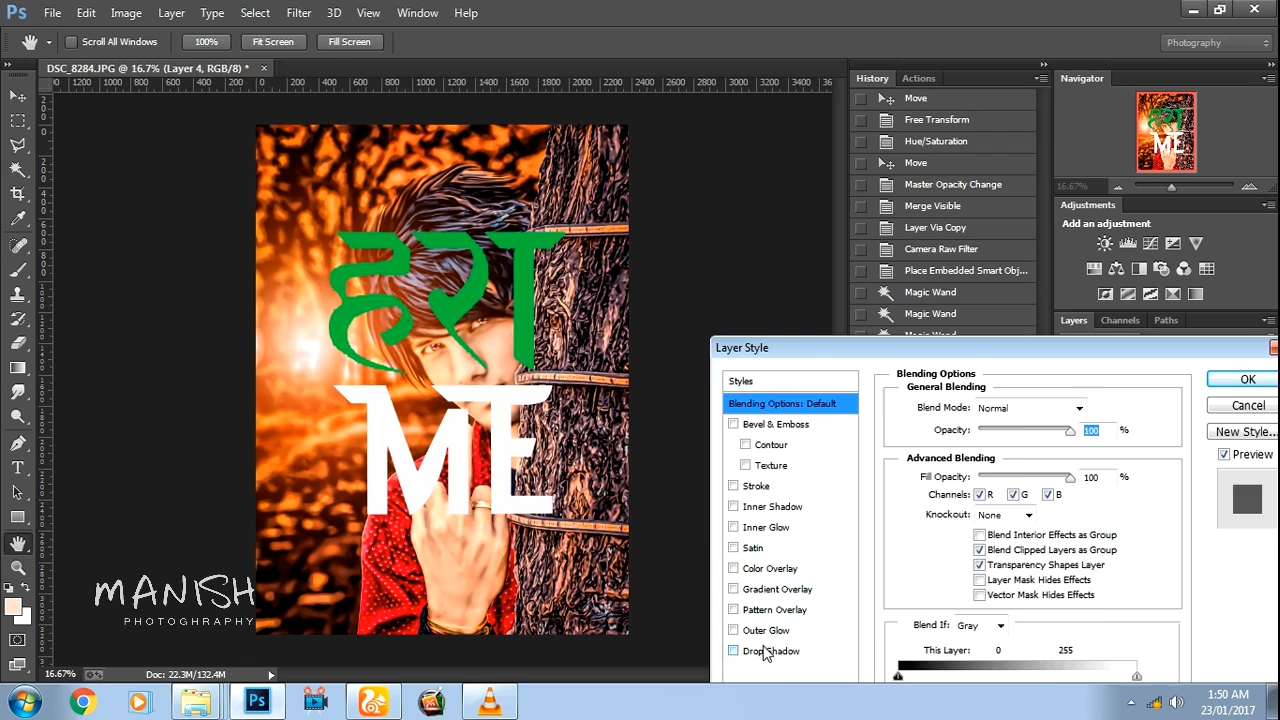 Ps File Edit Image Layer Type Select Filter 3D View Window Help
Scroll All Windows 100% Fit Screen Fill Screen Photography
DSC_8284.JPG @ 16.7% (Layer 4, RGB/8) *
History Actions
Move
Free Transform
Hue/Saturation
Move
Master Opacity Change
Merge Visible
Layer Via Copy
Camera Raw Filter
Place Embedded Smart Obj...
Magic Wand
Magic Wand
Navigator
16.67%
Adjustments
Add an adjustment
Layers Channels Paths
हरा
ME
MANISH
PHOTOGHRAPHY
Layer Style
Styles
Blending Options: Default
Bevel & Emboss
Contour
Texture
Stroke
Inner Shadow
Inner Glow
Satin
Color Overlay
Gradient Overlay
Pattern Overlay
Outer Glow
Drop Shadow
Blending Options
General Blending
Blend Mode: Normal
Opacity: 100 %
Advanced Blending
Fill Opacity: 100 %
Channels: R G B
Knockout: None
Blend Interior Effects as Group
Blend Clipped Layers as Group
Transparency Shapes Layer
Layer Mask Hides Effects
Vector Mask Hides Effects
Blend If: Gray
This Layer: 0 255
OK
Cancel
New Style...
Preview
16.67% Doc: 22.3M/132.4M
Ps
1:50 AM
23/01/2017